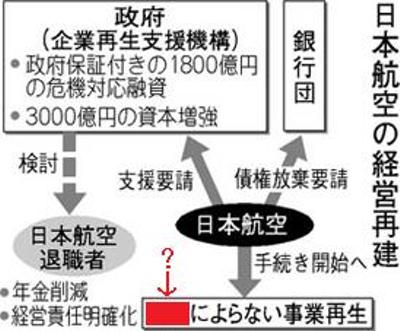 日本航空の経営再建
政府
(企業再生支援機構)
●政府保証付きの1800億円
の危機対応融資
●3000億円の資本増強
銀行団
検討
支援要請
債権放棄要請
日本航空
退職者
日本航空
手続き開始へ
●年金削減
●経営責任明確化
?
によらない事業再生